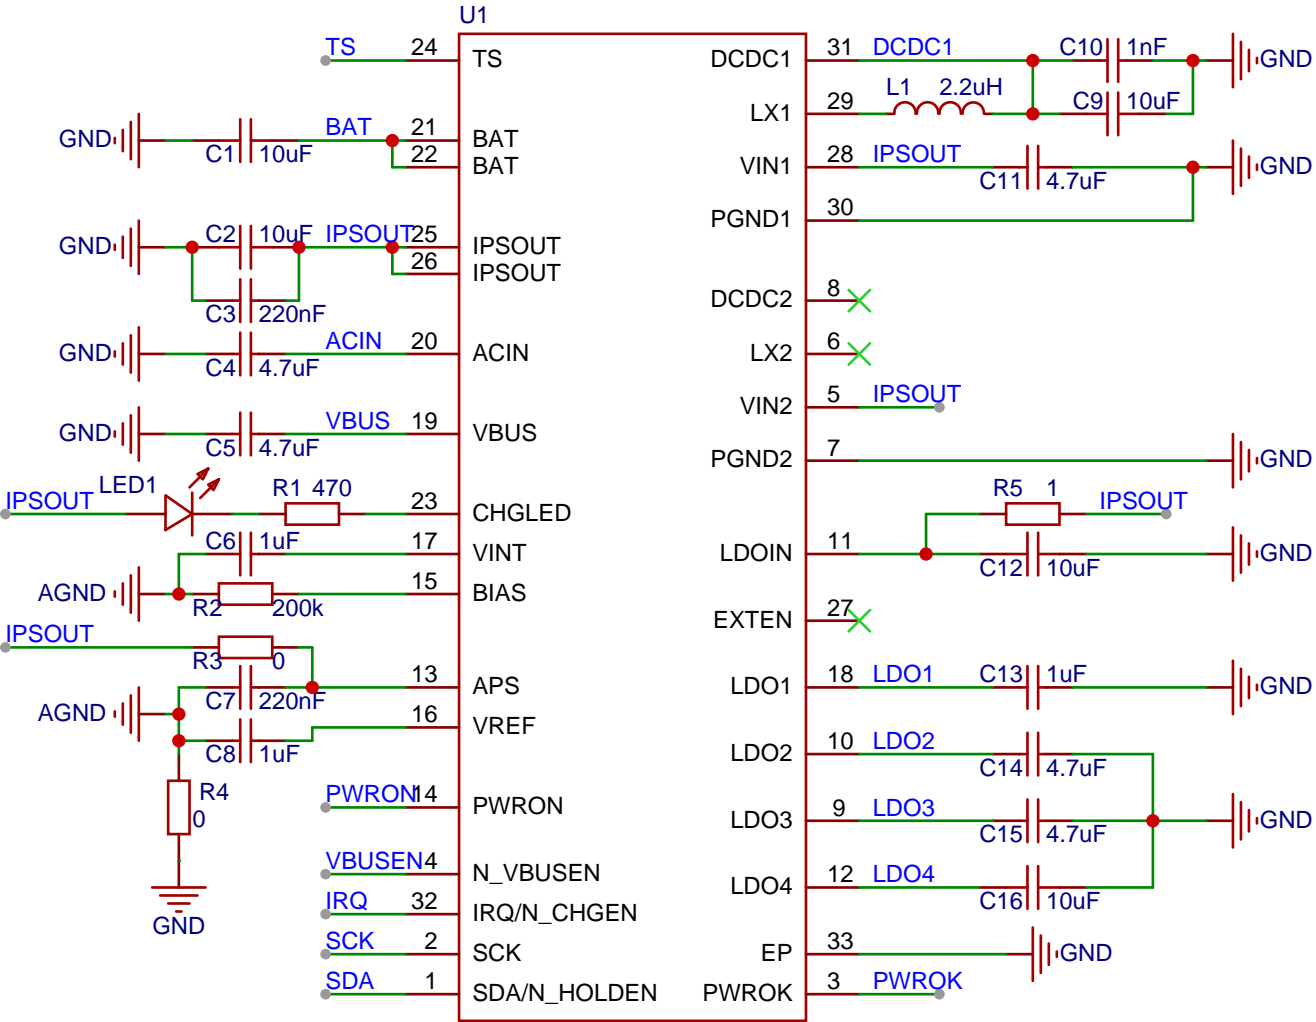 U1
TS 24 TS
GND C1 10uF BAT 21 BAT
22 BAT
GND C2 10uF IPSOUT 25 IPSOUT
26 IPSOUT
C3 220nF
GND C4 4.7uF ACIN 20 ACIN
GND C5 4.7uF VBUS 19 VBUS
IPSOUT LED1 R1 470 23 CHGLED
C6 1uF 17 VINT
AGND R2 200k 15 BIAS
IPSOUT R3 0
C7 220nF 13 APS
AGND
C8 1uF 16 VREF
R4
0
GND
PWRON 14 PWRON
VBUSEN 4 N_VBUSEN
IRQ 32 IRQ/N_CHGEN
SCK 2 SCK
SDA 1 SDA/N_HOLDEN
DCDC1 31 DCDC1 C10 1nF GND
LX1 29 L1 2.2uH C9 10uF
VIN1 28 IPSOUT C11 4.7uF GND
PGND1 30
DCDC2 8
LX2 6
VIN2 5 IPSOUT
PGND2 7 GND
R5 1 IPSOUT
LDOIN 11 C12 10uF GND
EXTEN 27
LDO1 18 LDO1 C13 1uF GND
LDO2 10 LDO2 C14 4.7uF
LDO3 9 LDO3 C15 4.7uF GND
LDO4 12 LDO4 C16 10uF
EP 33 GND
PWROK 3 PWROK